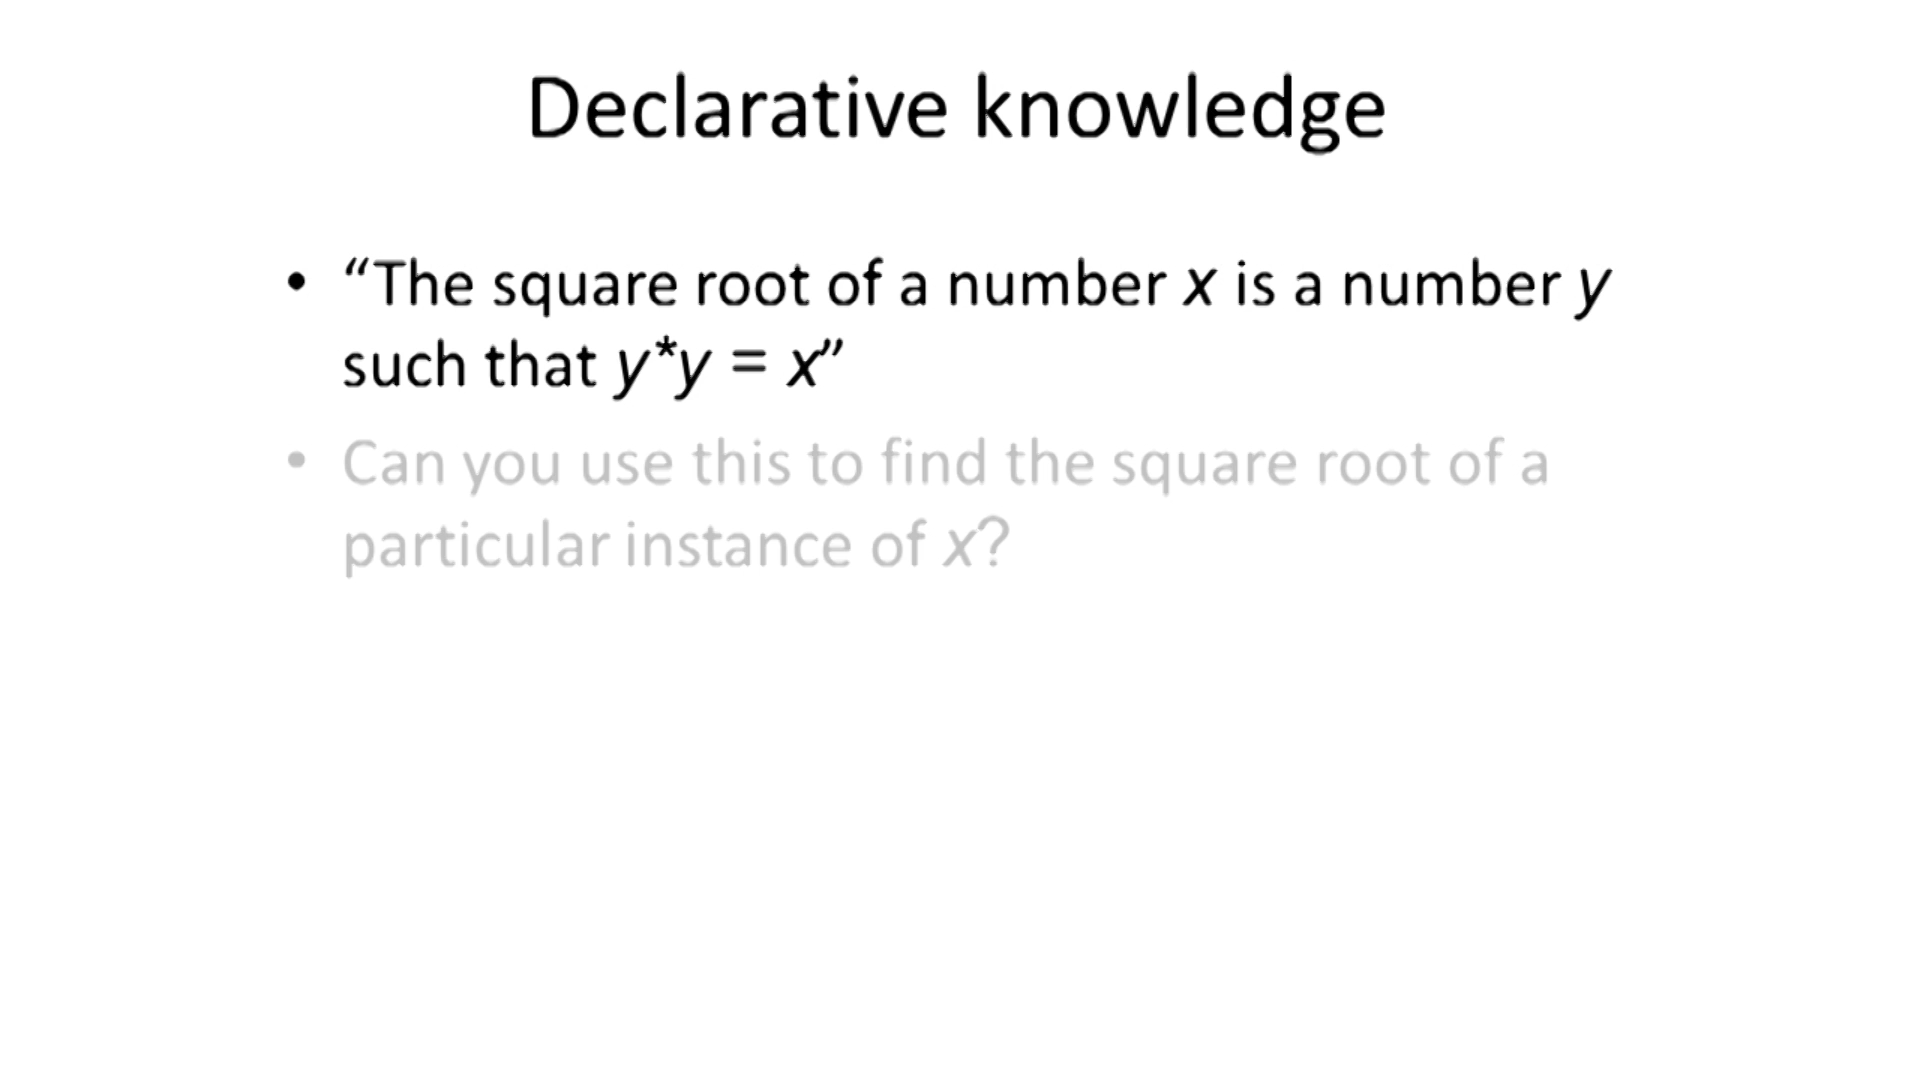 Declarative knowledge
• “The square root of a number x is a number y
such that y*y = x”
• Can you use this to find the square root of a
particular instance of x?